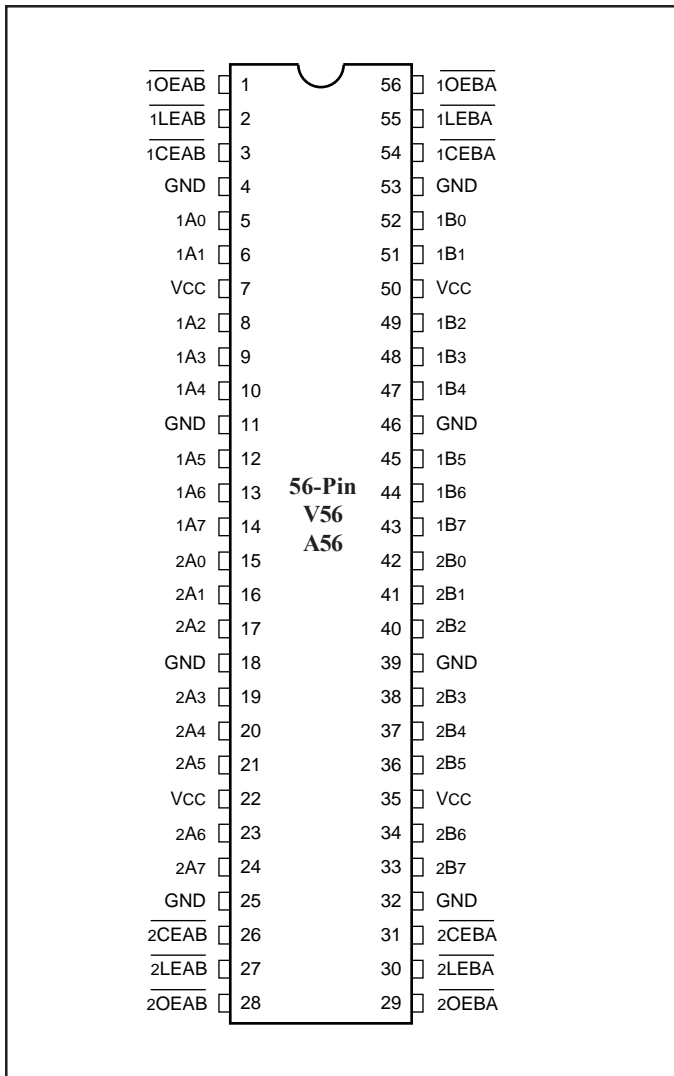 1OEAB 1 56 1OEBA
1LEAB 2 55 1LEBA
1CEAB 3 54 1CEBA
GND 4 53 GND
1A0 5 52 1B0
1A1 6 51 1B1
VCC 7 50 VCC
1A2 8 49 1B2
1A3 9 48 1B3
1A4 10 47 1B4
GND 11 46 GND
1A5 12 45 1B5
1A6 13 56-Pin 44 1B6
1A7 14 V56 43 1B7
2A0 15 A56 42 2B0
2A1 16 41 2B1
2A2 17 40 2B2
GND 18 39 GND
2A3 19 38 2B3
2A4 20 37 2B4
2A5 21 36 2B5
VCC 22 35 VCC
2A6 23 34 2B6
2A7 24 33 2B7
GND 25 32 GND
2CEAB 26 31 2CEBA
2LEAB 27 30 2LEBA
2OEAB 28 29 2OEBA